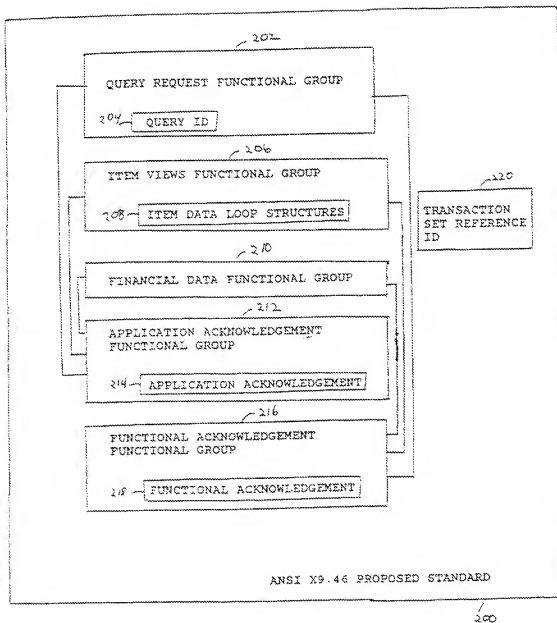 202
QUERY REQUEST FUNCTIONAL GROUP
204 QUERY ID
206
ITEM VIEWS FUNCTIONAL GROUP
208 ITEM DATA LOOP STRUCTURES
220
TRANSACTION
SET REFERENCE
ID
210
FINANCIAL DATA FUNCTIONAL GROUP
212
APPLICATION ACKNOWLEDGEMENT
FUNCTIONAL GROUP
214 APPLICATION ACKNOWLEDGEMENT
216
FUNCTIONAL ACKNOWLEDGEMENT
FUNCTIONAL GROUP
218 FUNCTIONAL ACKNOWLEDGEMENT
ANSI X9.46 PROPOSED STANDARD
200